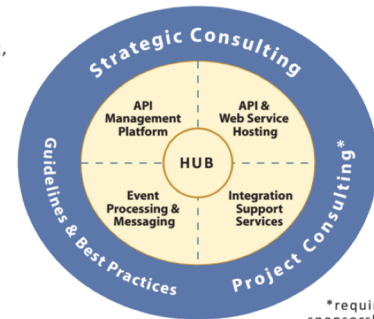 Strategic Consulting
API
Management
Platform
API &
Web Service
Hosting
HUB
Event
Processing &
Messaging
Integration
Support
Services
Guidelines & Best Practices
Project Consulting*